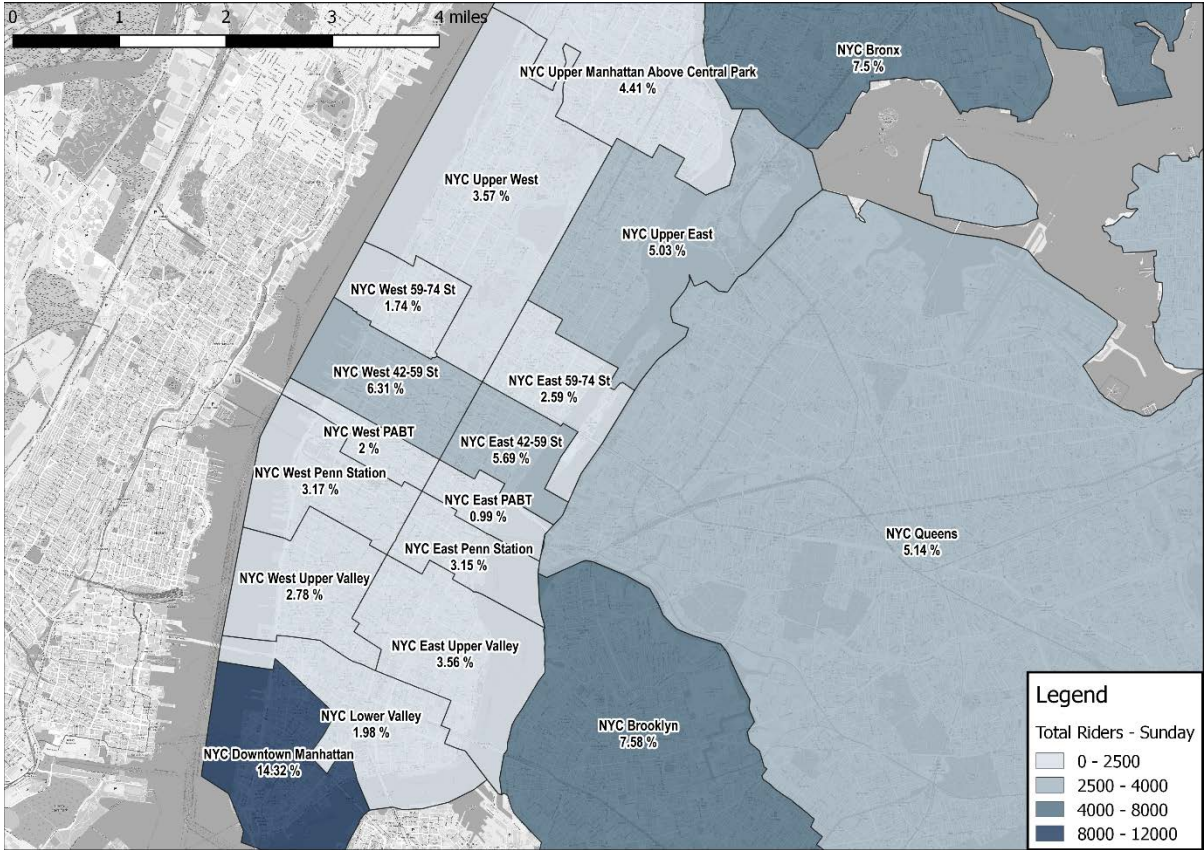 0 1 2 3 4 miles
NYC Bronx
7.5 %
NYC Upper Manhattan Above Central Park
4.41 %
NYC Upper West
3.57 %
NYC Upper East
5.03 %
NYC West 59-74 St
1.74 %
NYC West 42-59 St
6.31 %
NYC East 59-74 St
2.59 %
NYC West PABT
2 %
NYC East 42-59 St
5.69 %
NYC West Penn Station
3.17 %
NYC East PABT
0.99 %
NYC East Penn Station
3.15 %
NYC Queens
5.14 %
NYC West Upper Valley
2.78 %
NYC East Upper Valley
3.56 %
NYC Lower Valley
1.98 %
NYC Brooklyn
7.58 %
NYC Downtown Manhattan
14.32 %
Legend
Total Riders - Sunday
0 - 2500
2500 - 4000
4000 - 8000
8000 - 12000